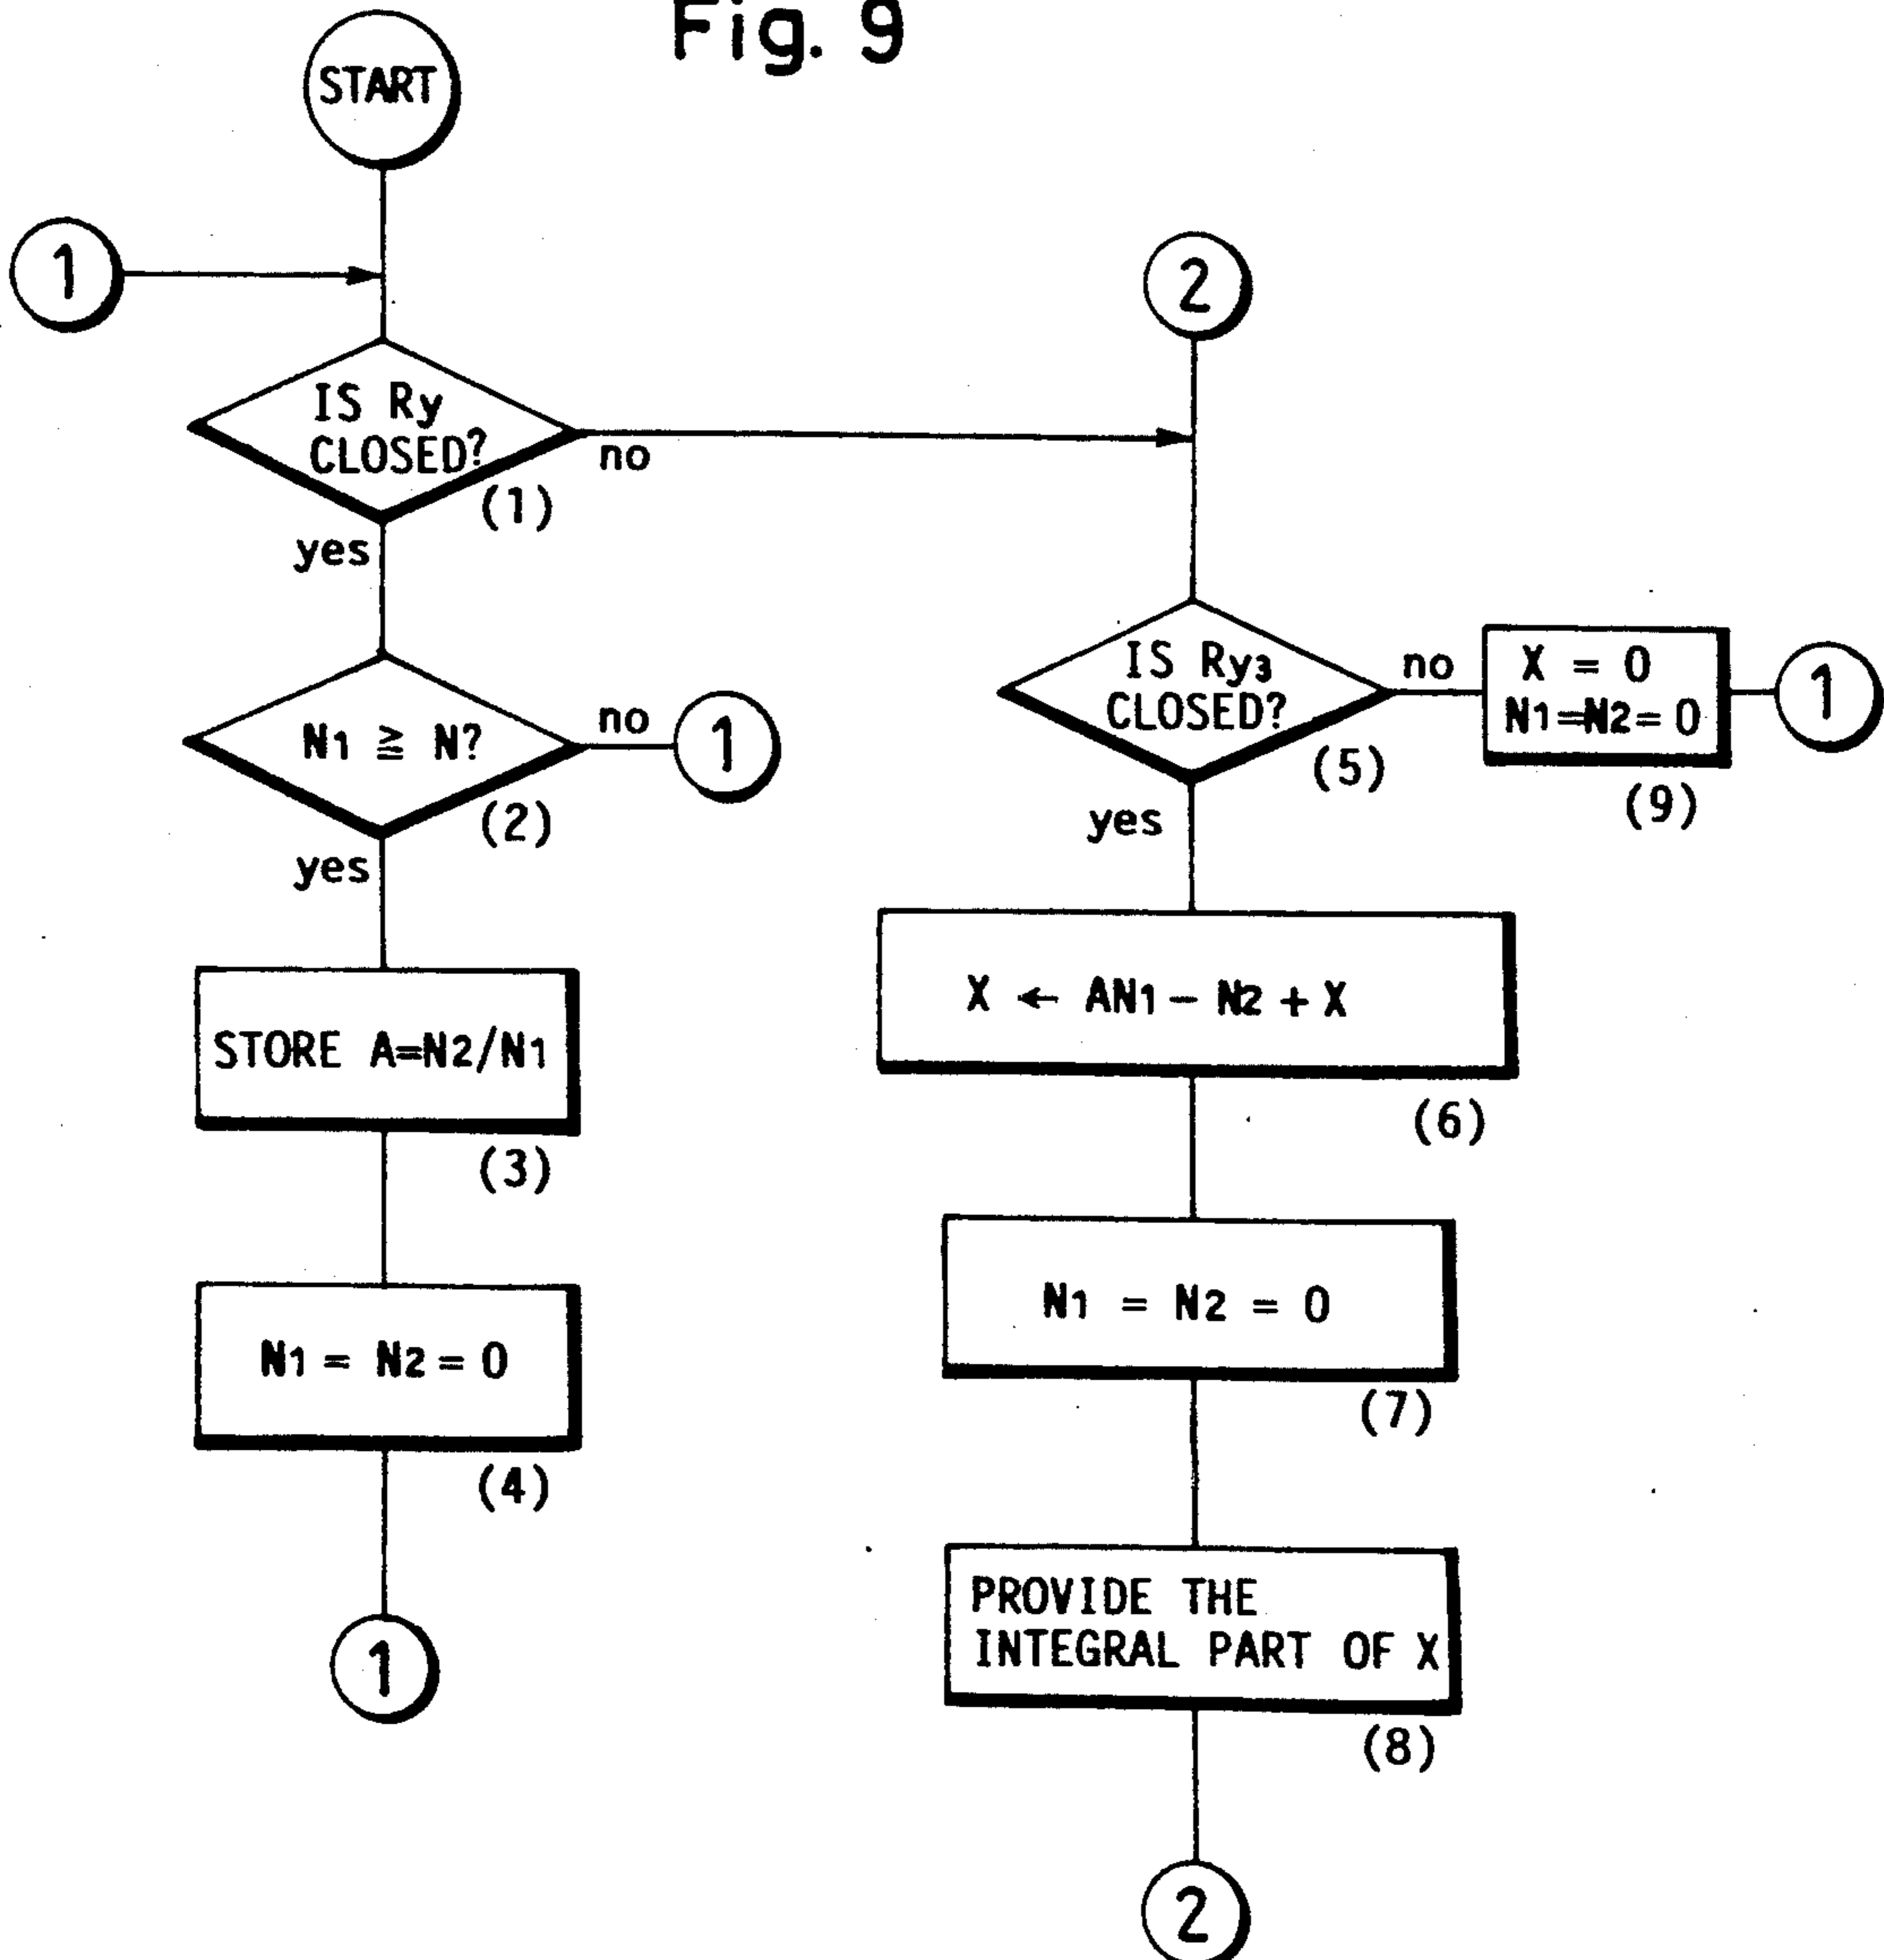 Fig. 9
START
1
IS Ry
CLOSED?
(1)
no
yes
N1 ≧ N?
(2)
no
1
yes
STORE A=N2/N1
(3)
N1 = N2 = 0
(4)
1
2
IS Ry3
CLOSED?
(5)
no
X = 0
N1=N2=0
(9)
1
yes
X ← AN1 - N2 + X
(6)
N1 = N2 = 0
(7)
PROVIDE THE
INTEGRAL PART OF X
(8)
2